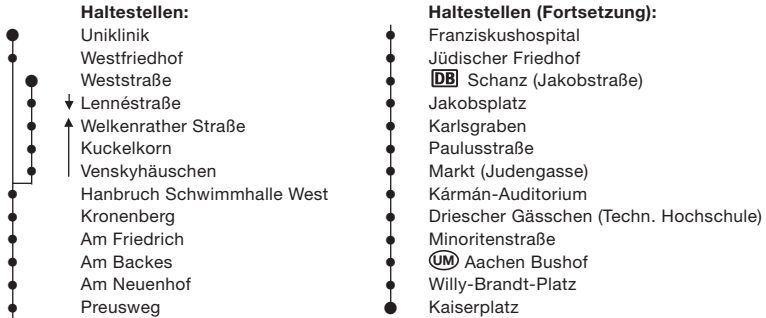 Haltestellen:
Uniklinik
Westfriedhof
Weststraße
Lennéstraße
Welkenrather Straße
Kuckelkorn
Venskyhäuschen
Hanbruch Schwimmhalle West
Kronenberg
Am Friedrich
Am Backes
Am Neuenhof
Preusweg
Haltestellen (Fortsetzung):
Franziskushospital
Jüdischer Friedhof
DB Schanz (Jakobstraße)
Jakobsplatz
Karlsgraben
Paulusstraße
Markt (Judengasse)
Kármán-Auditorium
Driescher Gässchen (Techn. Hochschule)
Minoritenstraße
UM Aachen Bushof
Willy-Brandt-Platz
Kaiserplatz